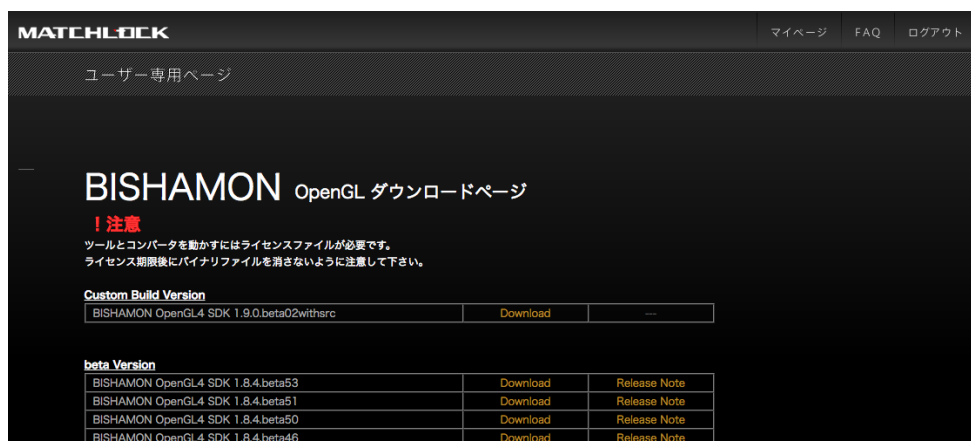 MATCHLOCK
マイページ FAQ ログアウト
ユーザー専用ページ
BISHAMON OpenGL ダウンロードページ
！注意
ツールとコンバータを動かすにはライセンスファイルが必要です。
ライセンス期限後にバイナリファイルを消さないように注意して下さい。
Custom Build Version
BISHAMON OpenGL4 SDK 1.9.0.beta02withsrc Download ---
beta Version
BISHAMON OpenGL4 SDK 1.8.4.beta53 Download Release Note
BISHAMON OpenGL4 SDK 1.8.4.beta51 Download Release Note
BISHAMON OpenGL4 SDK 1.8.4.beta50 Download Release Note
BISHAMON OpenGL4 SDK 1.8.4.beta46 Download Release Note